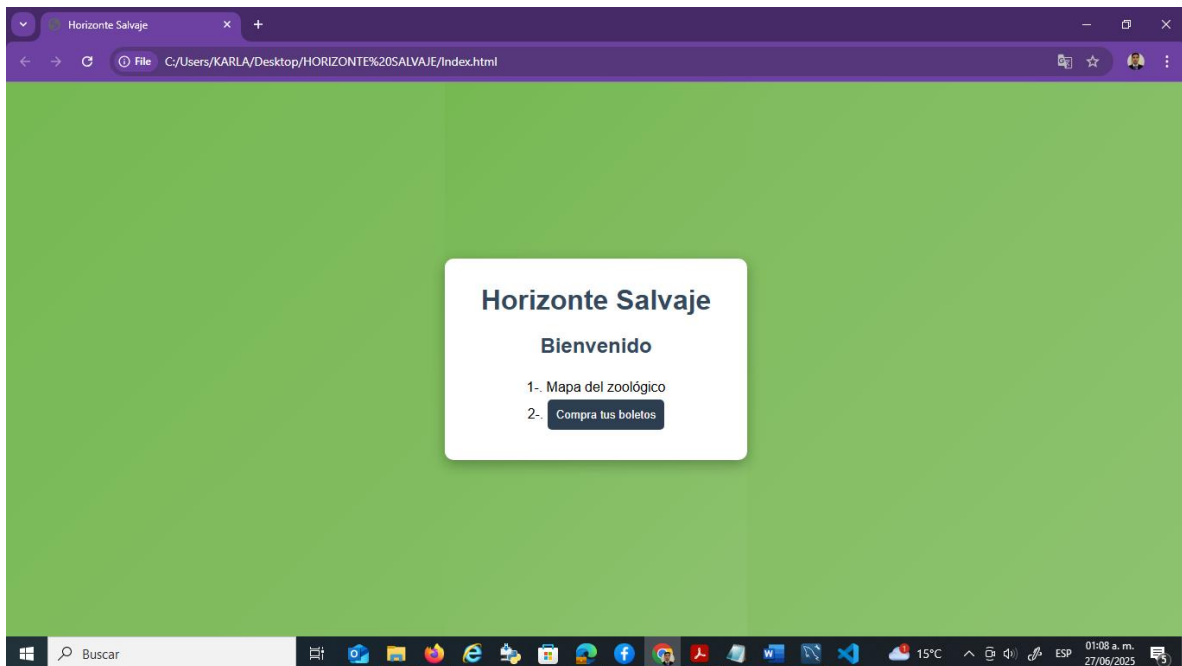 Horizonte Salvaje
File C:/Users/KARLA/Desktop/HORIZONTE%20SALVAJE/Index.html
Horizonte Salvaje
Bienvenido
1-. Mapa del zoológico
2-. Compra tus boletos
Buscar
15°C ESP 01:08 a. m.
27/06/2025